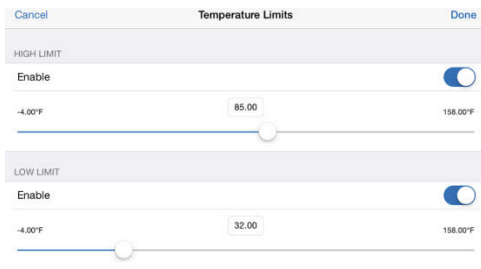 Cancel Temperature Limits Done
HIGH LIMIT
Enable
-4.00°F 85.00 158.00°F
LOW LIMIT
Enable
-4.00°F 32.00 158.00°F